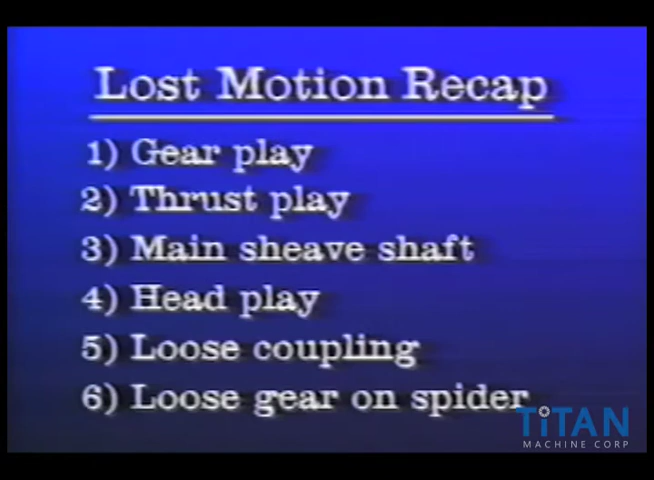 Lost Motion Recap
1) Gear play
2) Thrust play
3) Main sheave shaft
4) Head play
5) Loose coupling
6) Loose gear on spider
TiTAN
MACHINE CORP